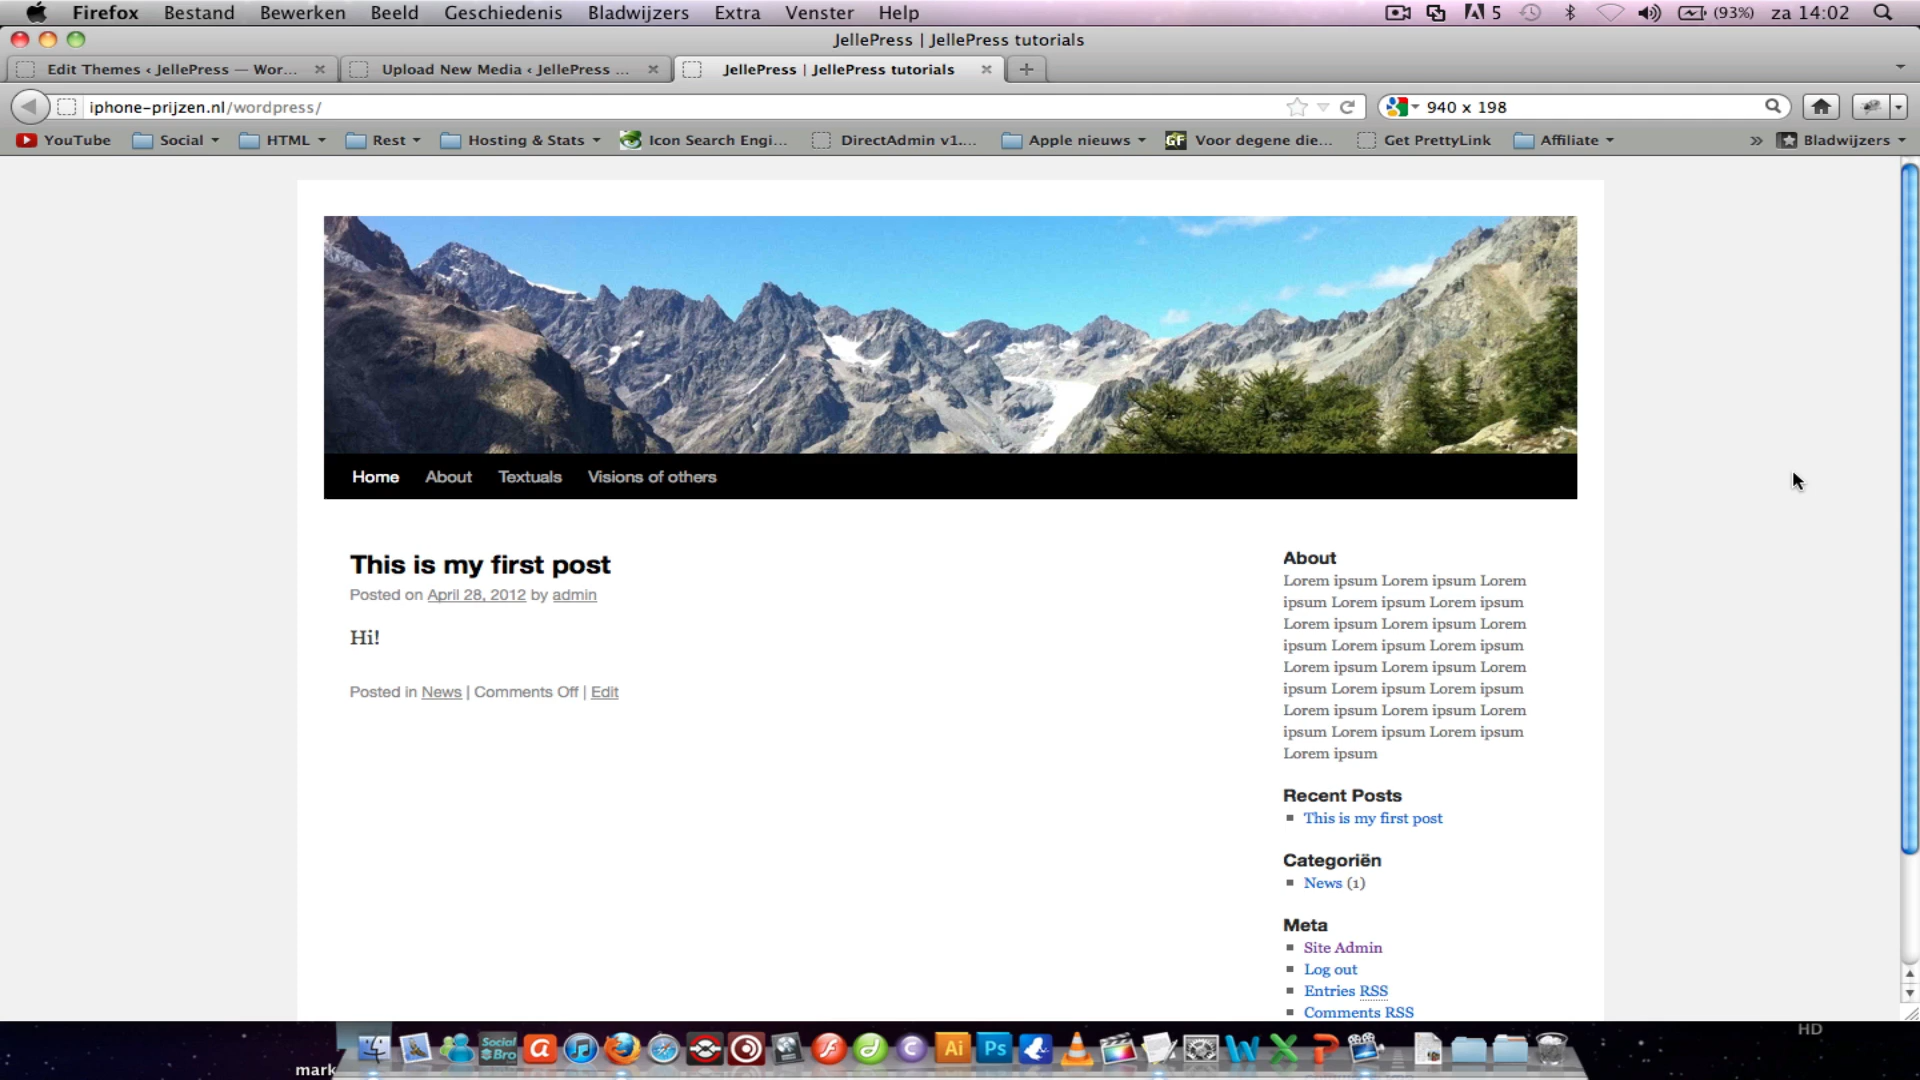 Firefox Bestand Bewerken Beeld Geschiedenis Bladwijzers Extra Venster Help 5 (93%) za 14:02
JellePress | JellePress tutorials
Edit Themes ‹ JellePress — Wor... Upload New Media ‹ JellePress ... JellePress | JellePress tutorials
iphone-prijzen.nl/wordpress/ 940 x 198
YouTube Social HTML Rest Hosting & Stats Icon Search Engi... DirectAdmin v1.... Apple nieuws GF Voor degene die... Get PrettyLink Affiliate » Bladwijzers
Home About Textuals Visions of others
This is my first post
Posted on April 28, 2012 by admin
Hi!
Posted in News | Comments Off | Edit
About
Lorem ipsum Lorem ipsum Lorem
ipsum Lorem ipsum Lorem ipsum
Lorem ipsum Lorem ipsum Lorem
ipsum Lorem ipsum Lorem ipsum
Lorem ipsum Lorem ipsum Lorem
ipsum Lorem ipsum Lorem ipsum
Lorem ipsum Lorem ipsum Lorem
ipsum Lorem ipsum Lorem ipsum
Lorem ipsum
Recent Posts
This is my first post
Categoriën
News (1)
Meta
Site Admin
Log out
Entries RSS
Comments RSS
HD
Social
Bro
Ai
Ps
mark